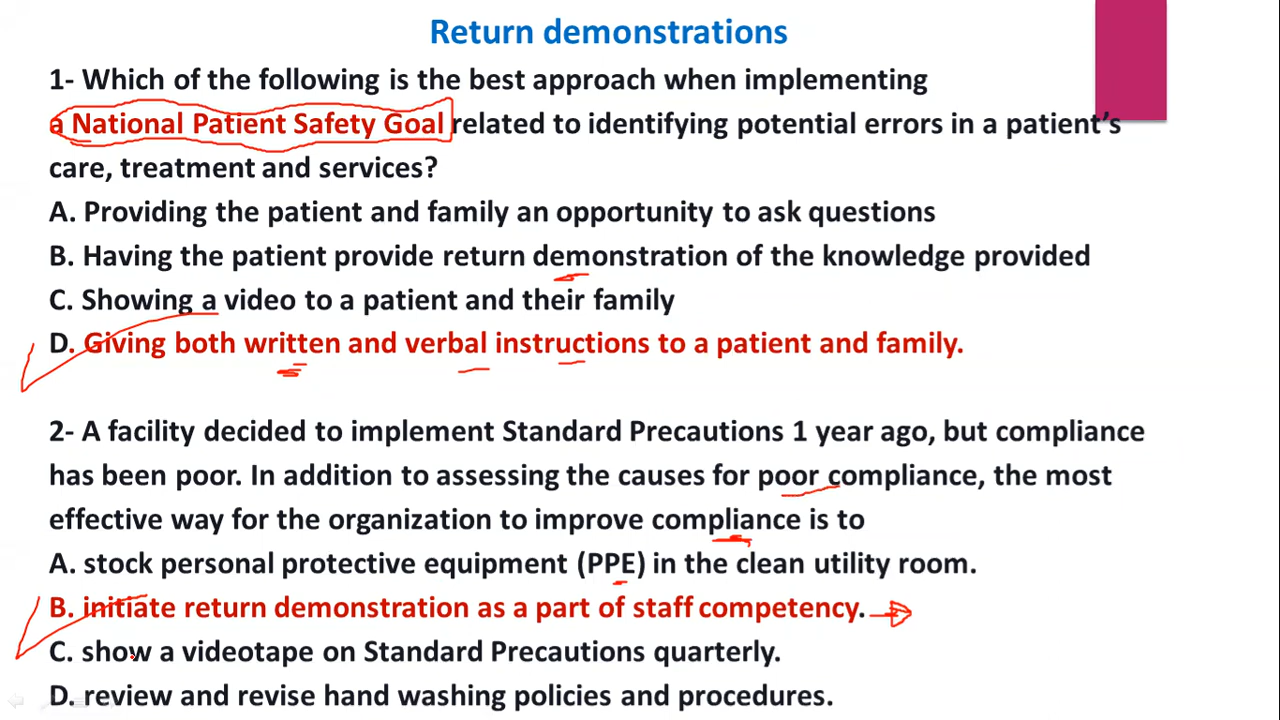 Return demonstrations
1- Which of the following is the best approach when implementing
a National Patient Safety Goal related to identifying potential errors in a patient's
care, treatment and services?
A. Providing the patient and family an opportunity to ask questions
B. Having the patient provide return demonstration of the knowledge provided
C. Showing a video to a patient and their family
D. Giving both written and verbal instructions to a patient and family.
2- A facility decided to implement Standard Precautions 1 year ago, but compliance
has been poor. In addition to assessing the causes for poor compliance, the most
effective way for the organization to improve compliance is to
A. stock personal protective equipment (PPE) in the clean utility room.
B. initiate return demonstration as a part of staff competency.
C. show a videotape on Standard Precautions quarterly.
D. review and revise hand washing policies and procedures.